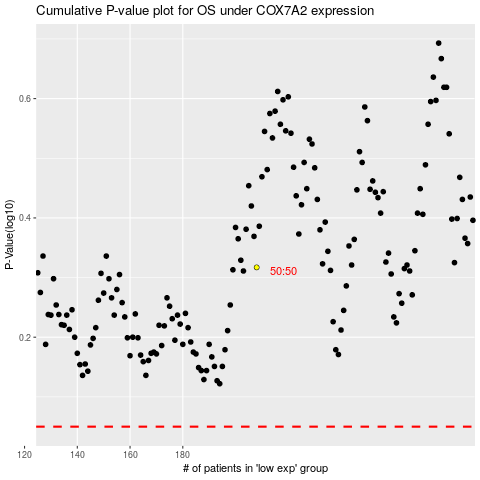 Cumulative P-value plot for OS under COX7A2 expression
P-Value(log10)
0.6
0.4
0.2
50:50
120 140 160 180
# of patients in 'low exp' group